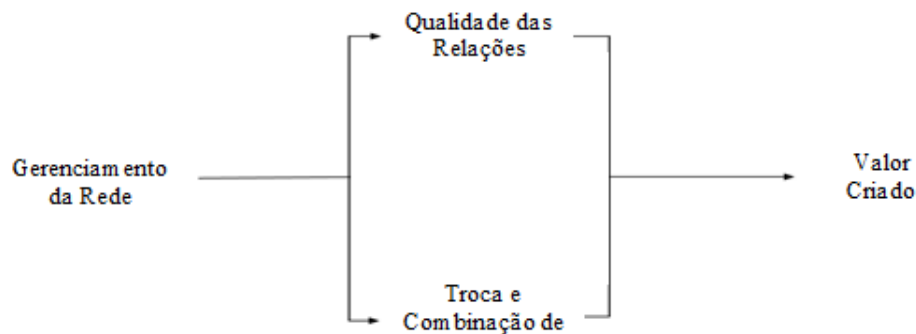 Qualidade das
Relações
Gerenciamento
da Rede
Valor
Criado
Troca e
Combinação de